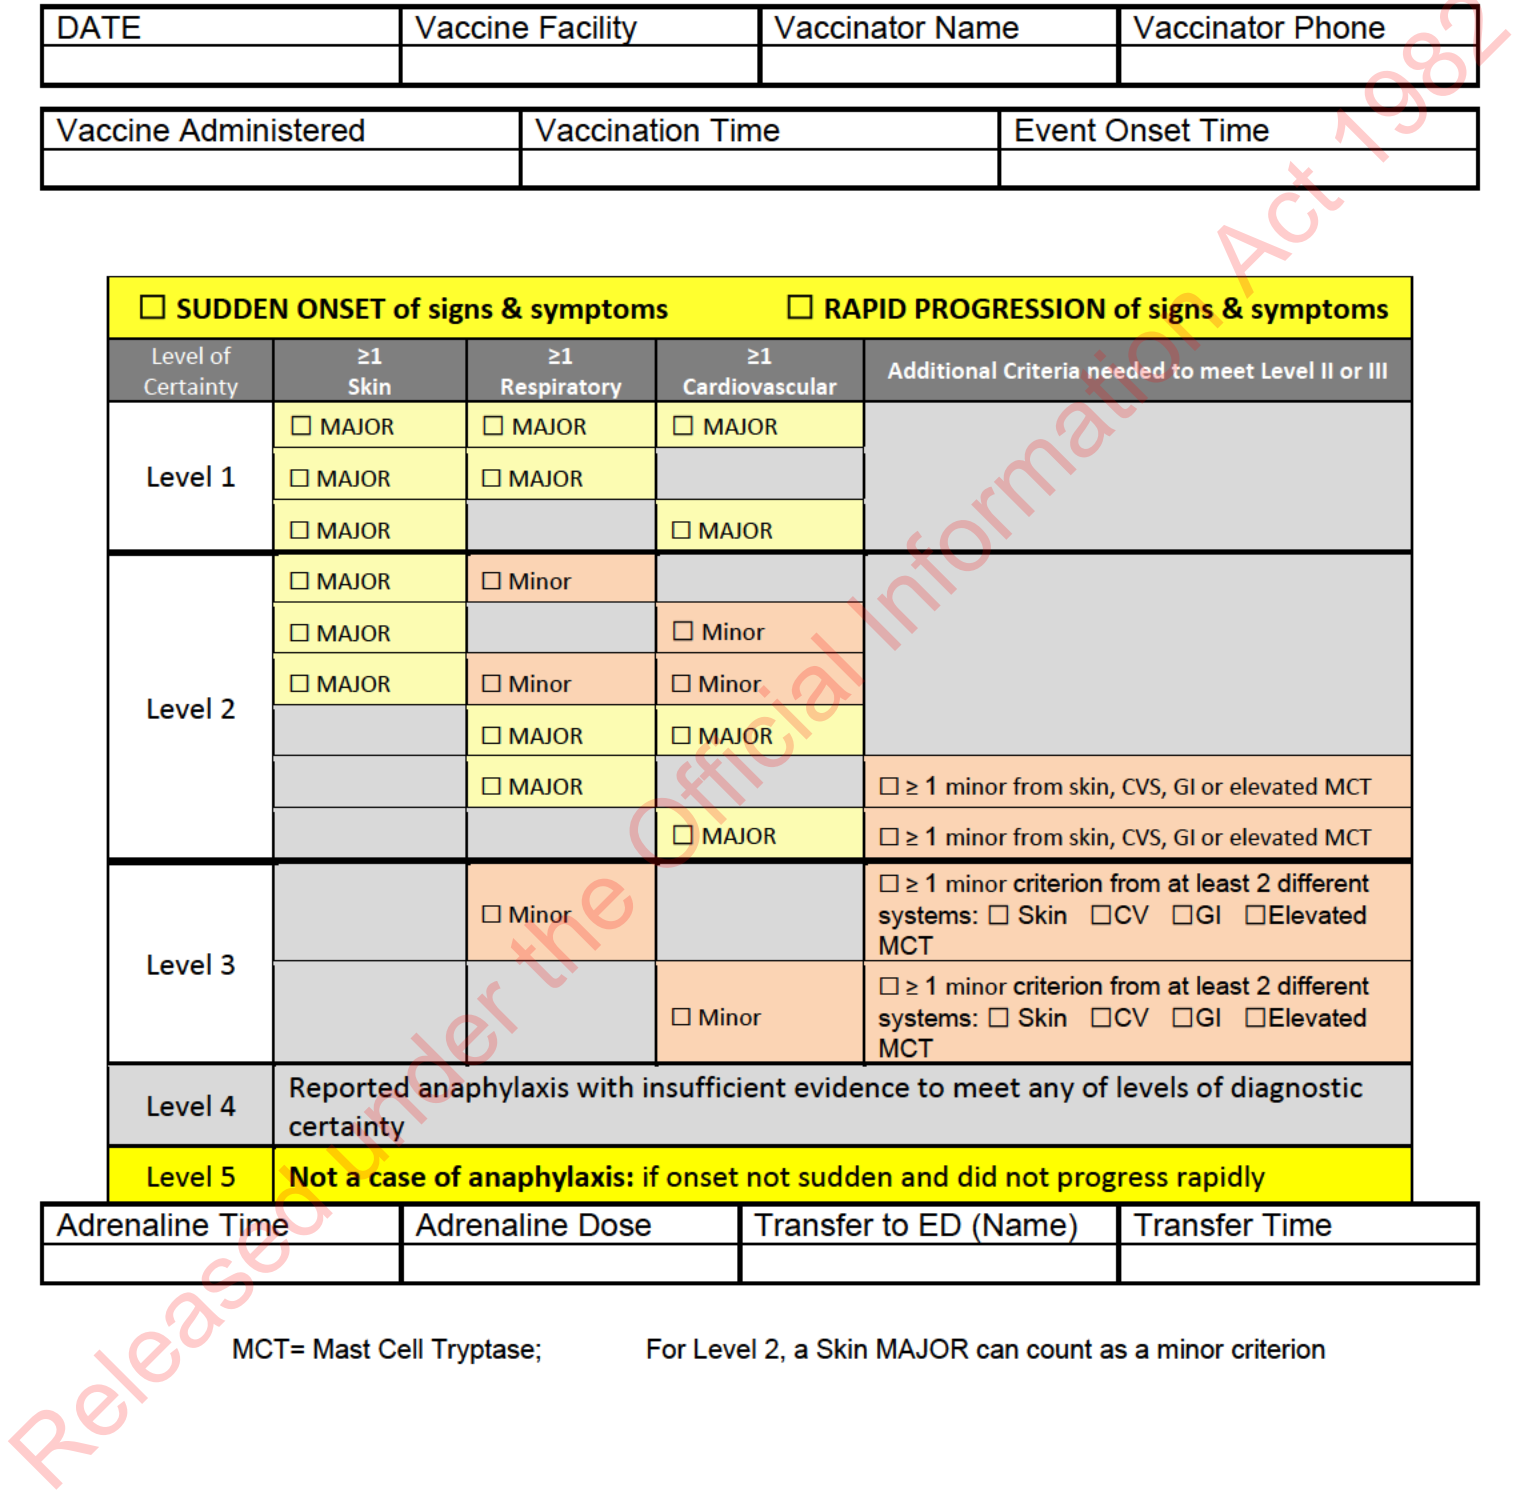 DATE Vaccine Facility Vaccinator Name Vaccinator Phone
Vaccine Administered Vaccination Time Event Onset Time
☐ SUDDEN ONSET of signs & symptoms ☐ RAPID PROGRESSION of signs & symptoms
Level of Certainty ≥1 Skin ≥1 Respiratory ≥1 Cardiovascular Additional Criteria needed to meet Level II or III
Level 1
☐ MAJOR ☐ MAJOR ☐ MAJOR
☐ MAJOR ☐ MAJOR
☐ MAJOR ☐ MAJOR
Level 2
☐ MAJOR ☐ Minor
☐ MAJOR ☐ Minor
☐ MAJOR ☐ Minor ☐ Minor
☐ MAJOR ☐ MAJOR
☐ MAJOR ☐ ≥ 1 minor from skin, CVS, GI or elevated MCT
☐ MAJOR ☐ ≥ 1 minor from skin, CVS, GI or elevated MCT
Level 3
☐ Minor
☐ ≥ 1 minor criterion from at least 2 different
systems: ☐ Skin ☐CV ☐GI ☐Elevated
MCT
☐ Minor
☐ ≥ 1 minor criterion from at least 2 different
systems: ☐ Skin ☐CV ☐GI ☐Elevated
MCT
Level 4
Reported anaphylaxis with insufficient evidence to meet any of levels of diagnostic
certainty
Level 5 Not a case of anaphylaxis: if onset not sudden and did not progress rapidly
Adrenaline Time Adrenaline Dose Transfer to ED (Name) Transfer Time
MCT= Mast Cell Tryptase; For Level 2, a Skin MAJOR can count as a minor criterion
Released under the Official Information Act 1982